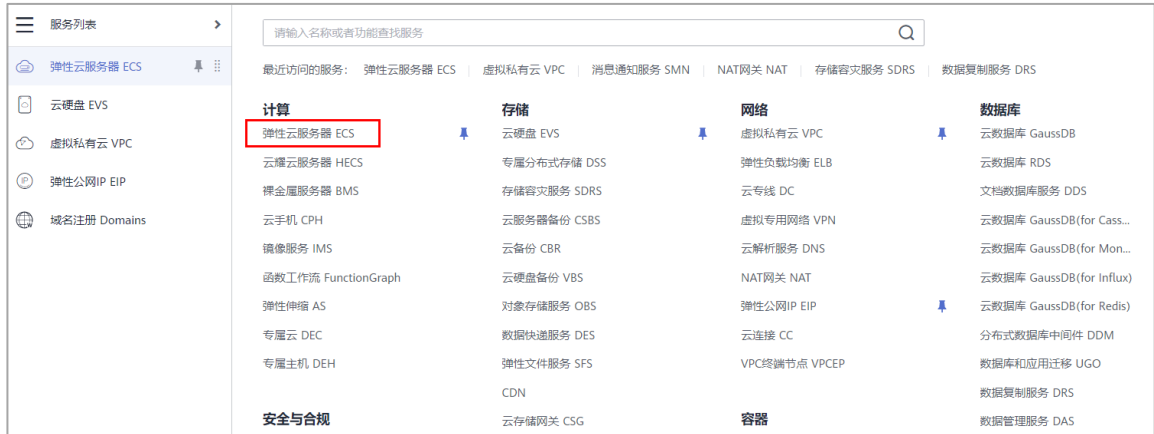 服务列表
弹性云服务器 ECS
云硬盘 EVS
虚拟私有云 VPC
弹性公网IP EIP
域名注册 Domains
请输入名称或者功能查找服务
最近访问的服务： 弹性云服务器 ECS 虚拟私有云 VPC 消息通知服务 SMN NAT网关 NAT 存储容灾服务 SDRS 数据复制服务 DRS
计算
弹性云服务器 ECS
云耀云服务器 HECS
裸金属服务器 BMS
云手机 CPH
镜像服务 IMS
函数工作流 FunctionGraph
弹性伸缩 AS
专属云 DEC
专属主机 DEH
安全与合规
存储
云硬盘 EVS
专属分布式存储 DSS
存储容灾服务 SDRS
云服务器备份 CSBS
云备份 CBR
云硬盘备份 VBS
对象存储服务 OBS
数据快递服务 DES
弹性文件服务 SFS
CDN
云存储网关 CSG
网络
虚拟私有云 VPC
弹性负载均衡 ELB
云专线 DC
虚拟专用网络 VPN
云解析服务 DNS
NAT网关 NAT
弹性公网IP EIP
云连接 CC
VPC终端节点 VPCEP
容器
数据库
云数据库 GaussDB
云数据库 RDS
文档数据库服务 DDS
云数据库 GaussDB(for Cass...
云数据库 GaussDB(for Mon...
云数据库 GaussDB(for Influx)
云数据库 GaussDB(for Redis)
分布式数据库中间件 DDM
数据库和应用迁移 UGO
数据复制服务 DRS
数据管理服务 DAS